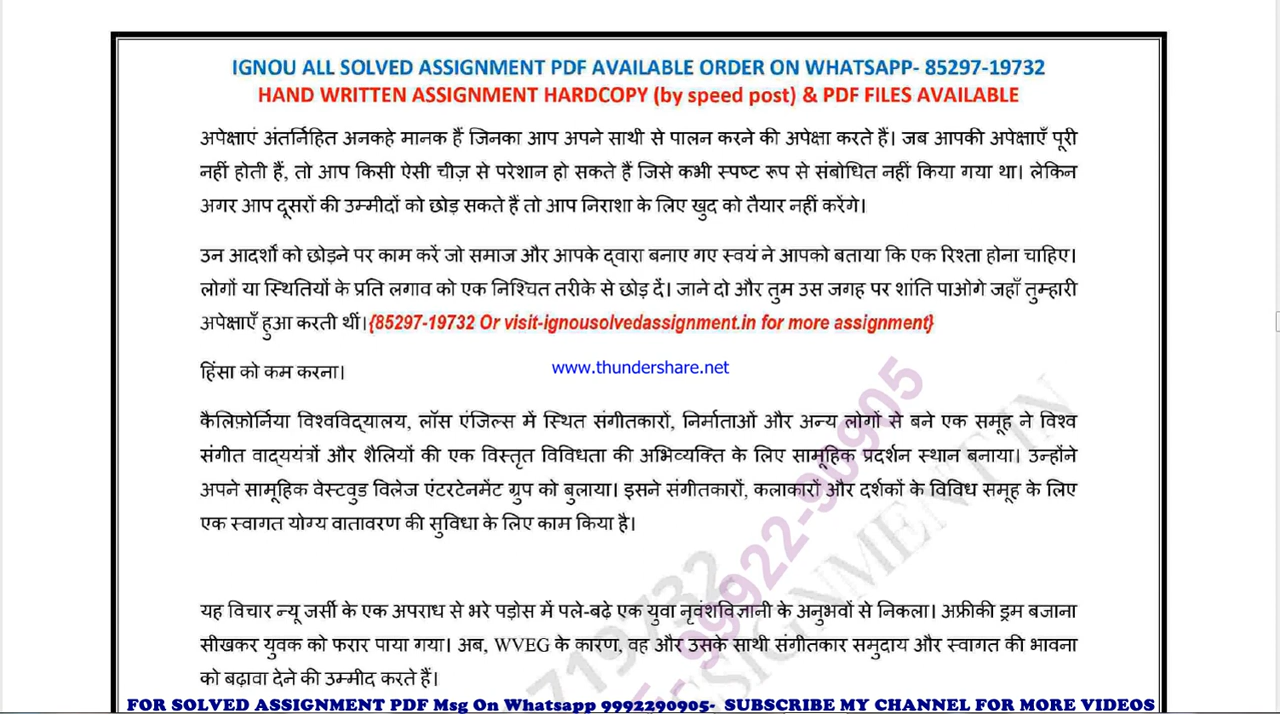 IGNOU ALL SOLVED ASSIGNMENT PDF AVAILABLE ORDER ON WHATSAPP- 85297-19732
HAND WRITTEN ASSIGNMENT HARDCOPY (by speed post) & PDF FILES AVAILABLE
अपेक्षाएं अंतर्निहित अनकहे मानक हैं जिनका आप अपने साथी से पालन करने की अपेक्षा करते हैं। जब आपकी अपेक्षाएँ पूरी
नहीं होती हैं, तो आप किसी ऐसी चीज़ से परेशान हो सकते हैं जिसे कभी स्पष्ट रूप से संबोधित नहीं किया गया था। लेकिन
अगर आप दूसरों की उम्मीदों को छोड़ सकते हैं तो आप निराशा के लिए खुद को तैयार नहीं करेंगे।
उन आदर्शों को छोड़ने पर काम करें जो समाज और आपके द्वारा बनाए गए स्वयं ने आपको बताया कि एक रिश्ता होना चाहिए।
लोगों या स्थितियों के प्रति लगाव को एक निश्चित तरीके से छोड़ दें। जाने दो और तुम उस जगह पर शांति पाओगे जहाँ तुम्हारी
अपेक्षाएँ हुआ करती थीं।{85297-19732 Or visit-ignousolvedassignment.in for more assignment}
हिंसा को कम करना।
www.thundershare.net
कैलिफ़ोर्निया विश्वविद्यालय, लॉस एंजिल्स में स्थित संगीतकारों, निर्माताओं और अन्य लोगों से बने एक समूह ने विश्व
संगीत वाद्ययंत्रों और शैलियों की एक विस्तृत विविधता की अभिव्यक्ति के लिए सामूहिक प्रदर्शन स्थान बनाया। उन्होंने
अपने सामूहिक वेस्टवुड विलेज एंटरटेनमेंट ग्रुप को बुलाया। इसने संगीतकारों, कलाकारों और दर्शकों के विविध समूह के लिए
एक स्वागत योग्य वातावरण की सुविधा के लिए काम किया है।
यह विचार न्यू जर्सी के एक अपराध से भरे पड़ोस में पले-बढ़े एक युवा नृवंशविज्ञानी के अनुभवों से निकला। अफ्रीकी ड्रम बजाना
सीखकर युवक को फरार पाया गया। अब, WVEG के कारण, वह और उसके साथी संगीतकार समुदाय और स्वागत की भावना
को बढ़ावा देने की उम्मीद करते हैं।
FOR SOLVED ASSIGNMENT PDF Msg On Whatsapp 9992290905- SUBSCRIBE MY CHANNEL FOR MORE VIDEOS